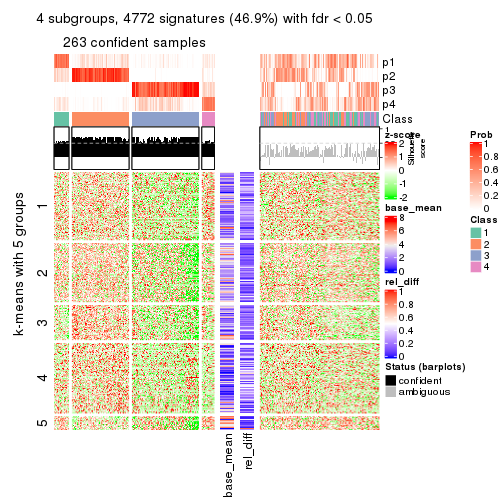 4 subgroups, 4772 signatures (46.9%) with fdr < 0.05
263 confident samples
p1
p2
p3
p4
Class
1
Silhouette
score
z-score
2
1
0
-1
-2
base_mean
8
6
4
2
0
rel_diff
1
0.8
0.6
0.4
0.2
0
Status (barplots)
confident
ambiguous
Prob
1
0.8
0.6
0.4
0.2
0
Class
1
2
3
4
k-means with 5 groups
1
2
3
4
5
base_mean
rel_diff